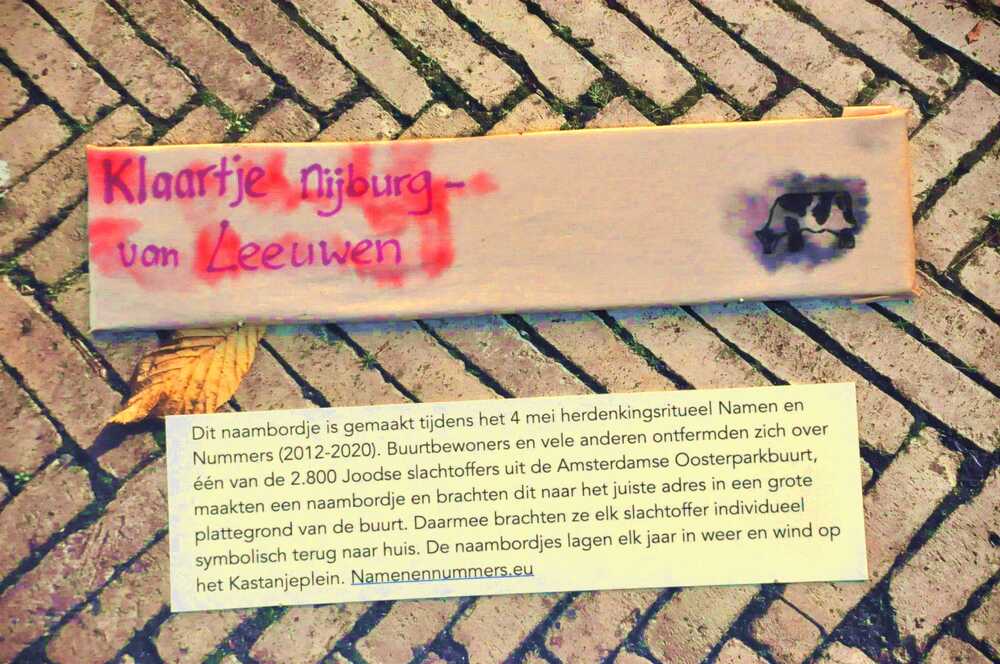 Klaartje Nijburg -
van Leeuwen
Dit naambordje is gemaakt tijdens het 4 mei herdenkingsritueel Namen en
Nummers (2012-2020). Buurtbewoners en vele anderen ontfermden zich over
één van de 2.800 Joodse slachtoffers uit de Amsterdamse Oosterparkbuurt,
maakten een naambordje en brachten dit naar het juiste adres in een grote
plattegrond van de buurt. Daarmee brachten ze elk slachtoffer individueel
symbolisch terug naar huis. De naambordjes lagen elk jaar in weer en wind op
het Kastanjeplein. Namenennummers.eu